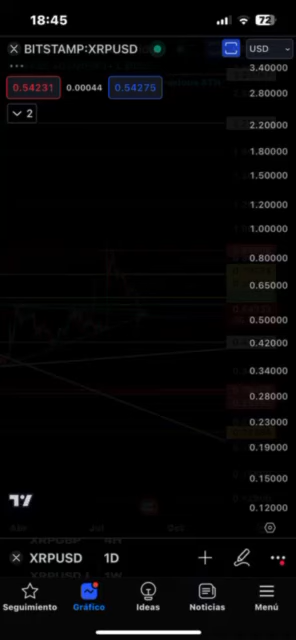 18:45
72
BITSTAMP:XRPUSD
USD
0.54231
0.00044
0.54275
2
3.40000
2.80000
2.20000
1.80000
1.50000
1.20000
1.00000
0.80000
0.65000
0.50000
0.42000
0.34000
0.28000
0.23000
0.19000
0.15000
0.12000
Jul
XRPUSD 1D
Seguimiento
Gráfico
Ideas
Noticias
Menú